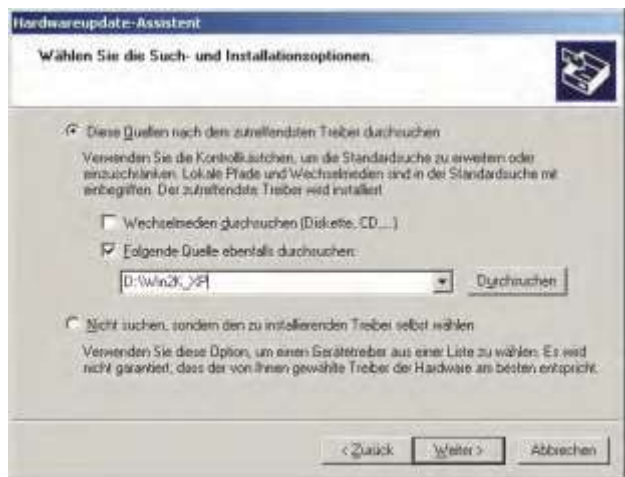 Hardwareupdate-Assistent
Wählen Sie die Such- und Installationsoptionen.
Diese Quellen nach dem zutreffendsten Treiber durchsuchen
Verwenden Sie die Kontrollkästchen, um die Standardsuche zu erweitern oder
einzuschränken. Lokale Pfade und Wechselmedien sind in der Standardsuche mit
einbegriffen. Der zutreffendste Treiber wird installiert.
Wechselmedien durchsuchen (Diskette, CD,...)
Folgende Quelle ebenfalls durchsuchen:
D:\Win2K_XP
Durchsuchen
Nicht suchen, sondern den zu installierenden Treiber selbst wählen
Verwenden Sie diese Option, um einen Gerätetreiber aus einer Liste zu wählen. Es wird
nicht garantiert, dass der von Ihnen gewählte Treiber der Hardware am besten entspricht.
< Zurück
Weiter >
Abbrechen